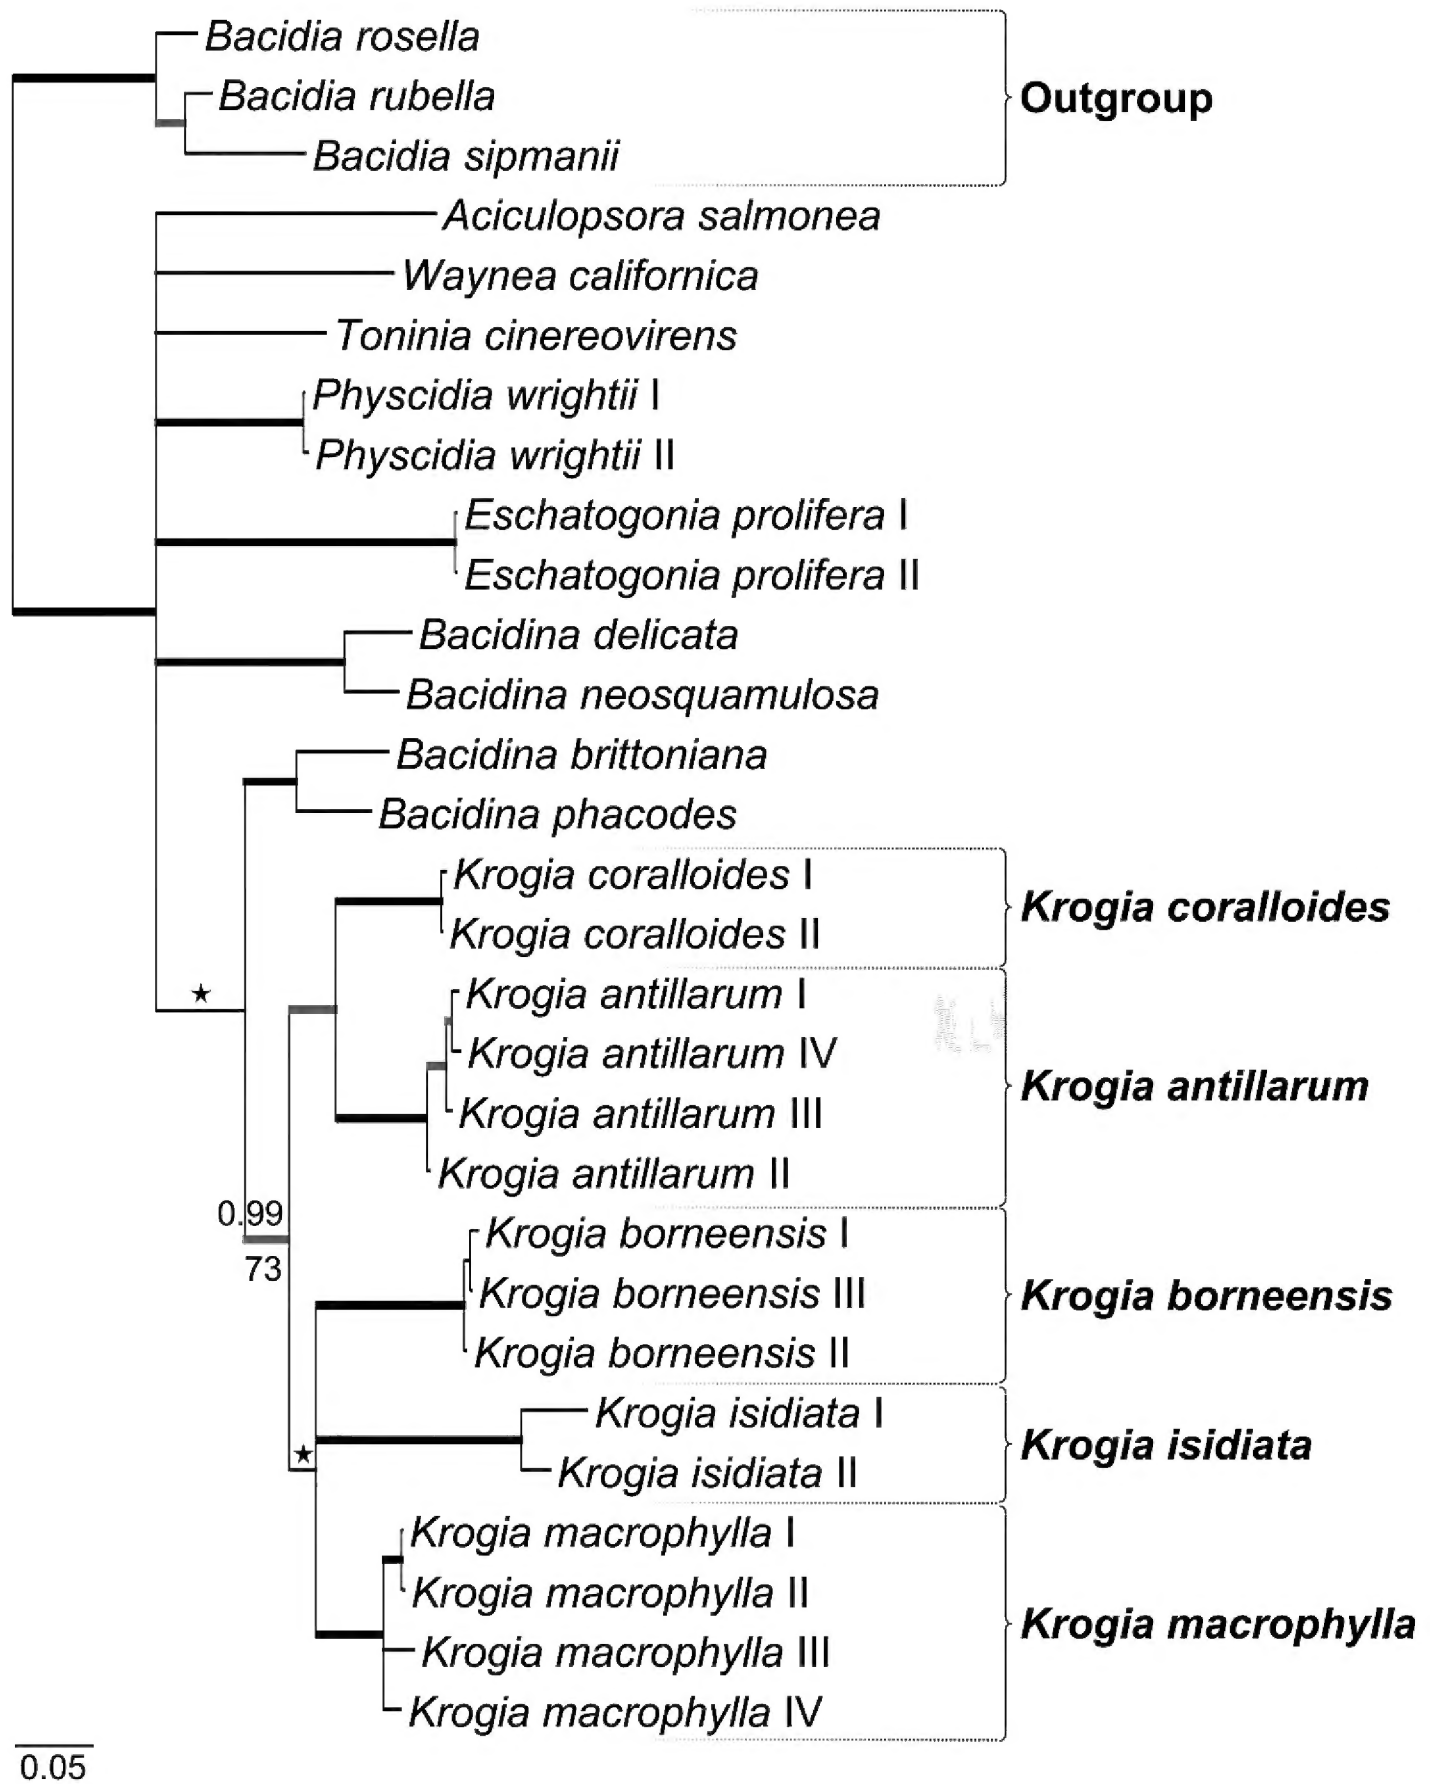 Bacidia rosella
Bacidia rubella
Outgroup
Bacidia sipmanii
Aciculopsora salmonea
Waynea californica
Toninia cinereovirens
Physcidia wrightii I
Physcidia wrightii II
Eschatogonia prolifera I
Eschatogonia prolifera II
Bacidina delicata
Bacidina neosquamulosa
Bacidina brittoniana
Bacidina phacodes
Krogia coralloides I
Krogia coralloides
Krogia coralloides II
★
Krogia antillarum I
Krogia antillarum IV
Krogia antillarum
Krogia antillarum III
Krogia antillarum II
0.99
73
Krogia borneensis I
Krogia borneensis III
Krogia borneensis
Krogia borneensis II
Krogia isidiata I
Krogia isidiata
★
Krogia isidiata II
Krogia macrophylla I
Krogia macrophylla II
Krogia macrophylla
Krogia macrophylla III
Krogia macrophylla IV
0.05